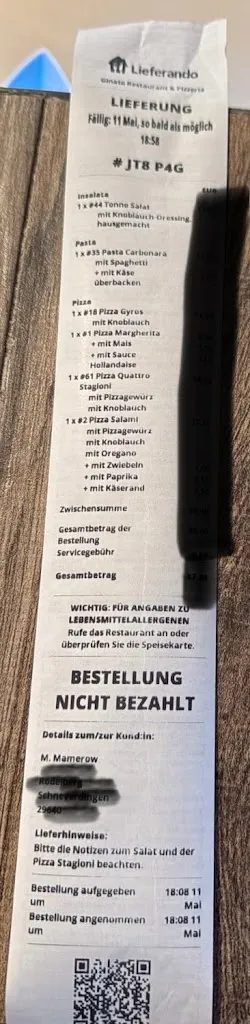 Lieferando
Ristorante & Pizzeria
LIEFERUNG
Fällig: 11 Mai, so bald als möglich
18:58
# JT8 P4G
EUR
Insalata
1 x #44 Tonno Salat
mit Knoblauch-Dressing,
hausgemacht
Pasta
1 x #35 Pasta Carbonara
mit Spaghetti
+ mit Käse
überbacken
Pizza
1 x #18 Pizza Gyros
mit Knoblauch
1 x #1 Pizza Margherita
+ mit Mais
+ mit Sauce
Hollandaise
1 x #61 Pizza Quattro
Stagioni
mit Pizzagewürz
mit Knoblauch
1 x #2 Pizza Salami
mit Pizzagewürz
mit Knoblauch
mit Oregano
+ mit Zwiebeln
+ mit Paprika
+ mit Käserand
Zwischensumme
Gesamtbetrag der
Bestellung
Servicegebühr
Gesamtbetrag
WICHTIG: FÜR ANGABEN ZU
LEBENSMITTELALLERGENEN
Rufe das Restaurant an oder
überprüfen Sie die Speisekarte.
BESTELLUNG
NICHT BEZAHLT
Details zum/zur Kund:in:
M. Mamerow
Lieferhinweise:
Bitte die Notizen zum Salat und der
Pizza Stagioni beachten.
Bestellung aufgegeben 18:08 11
um Mai
Bestellung angenommen 18:08 11
um Mai